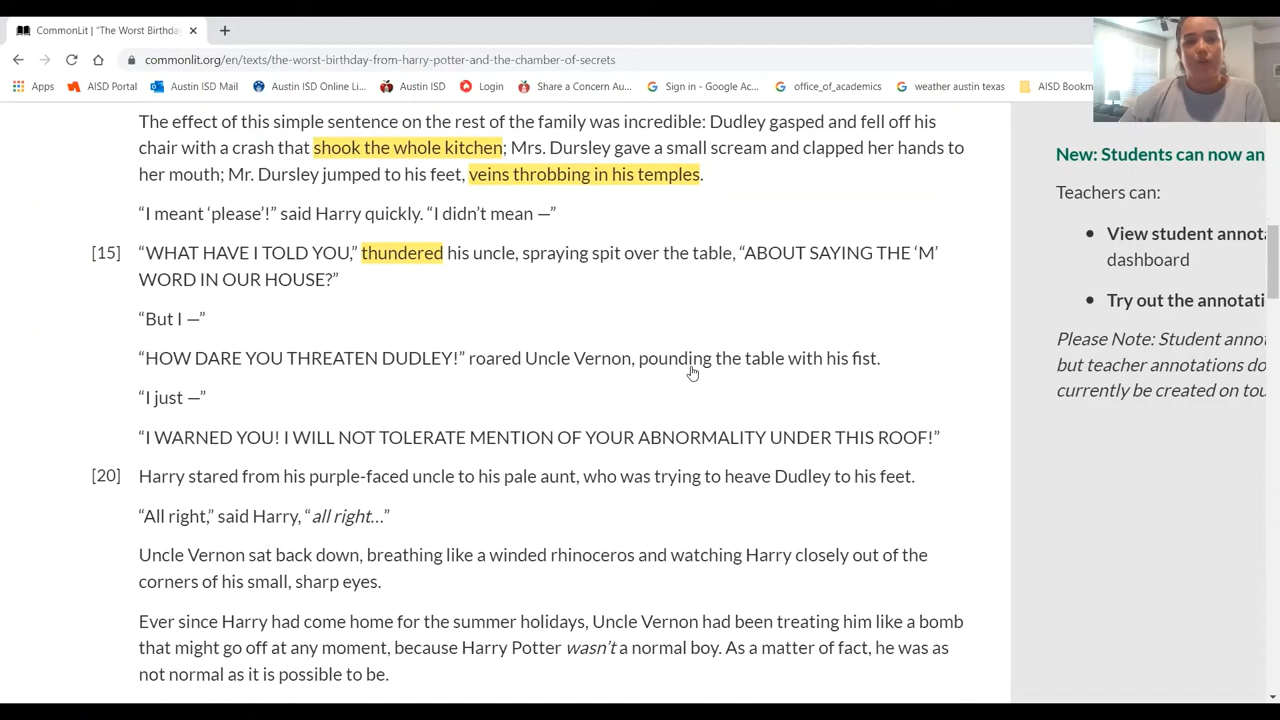 CommonLit | "The Worst Birthda
commonlit.org/en/texts/the-worst-birthday-from-harry-potter-and-the-chamber-of-secrets
Apps AISD Portal Austin ISD Mail Austin ISD Online Li... Austin ISD Login Share a Concern Au... Sign in - Google Ac... office_of_academics weather austin texas AISD Bookm
The effect of this simple sentence on the rest of the family was incredible: Dudley gasped and fell off his
chair with a crash that shook the whole kitchen; Mrs. Dursley gave a small scream and clapped her hands to
her mouth; Mr. Dursley jumped to his feet, veins throbbing in his temples.
“I meant ‘please’!” said Harry quickly. “I didn’t mean —”
[15] “WHAT HAVE I TOLD YOU,” thundered his uncle, spraying spit over the table, “ABOUT SAYING THE ‘M’
WORD IN OUR HOUSE?”
“But I —”
“HOW DARE YOU THREATEN DUDLEY!” roared Uncle Vernon, pounding the table with his fist.
“I just —”
“I WARNED YOU! I WILL NOT TOLERATE MENTION OF YOUR ABNORMALITY UNDER THIS ROOF!”
[20] Harry stared from his purple-faced uncle to his pale aunt, who was trying to heave Dudley to his feet.
“All right,” said Harry, “all right…”
Uncle Vernon sat back down, breathing like a winded rhinoceros and watching Harry closely out of the
corners of his small, sharp eyes.
Ever since Harry had come home for the summer holidays, Uncle Vernon had been treating him like a bomb
that might go off at any moment, because Harry Potter wasn’t a normal boy. As a matter of fact, he was as
not normal as it is possible to be.
New: Students can now an
Teachers can:
View student annota
dashboard
Try out the annotati
Please Note: Student annot
but teacher annotations do
currently be created on tou